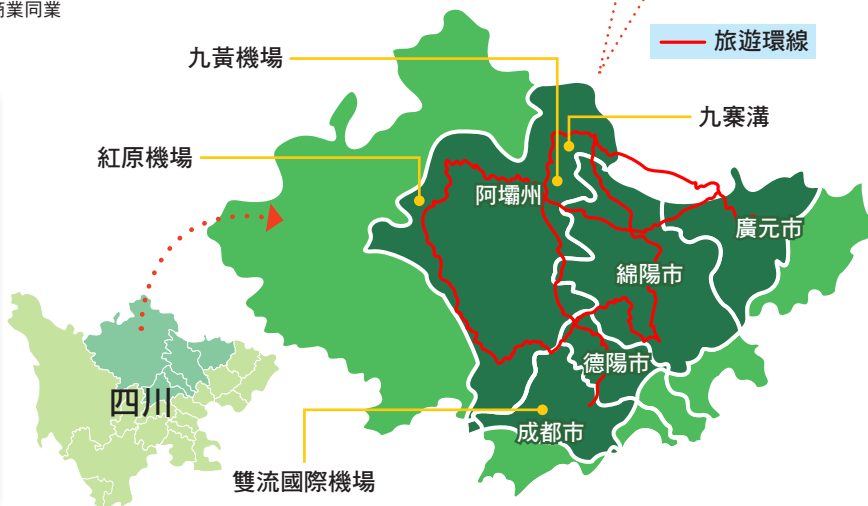 商業同業
九黃機場
旅遊環線
九寨溝
紅原機場
阿壩州
廣元市
綿陽市
德陽市
四川
成都市
雙流國際機場